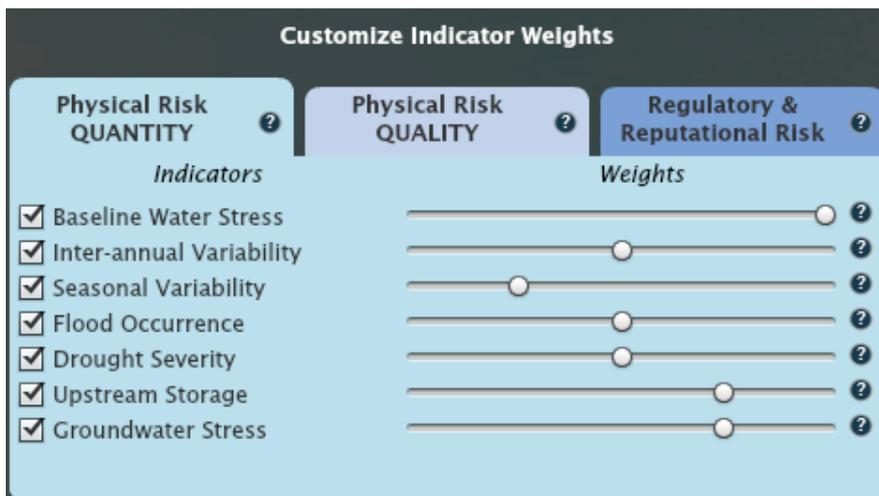 Customize Indicator Weights
Physical Risk
QUANTITY ?
Physical Risk
QUALITY ?
Regulatory &
Reputational Risk ?
Indicators Weights
Baseline Water Stress ?
Inter-annual Variability ?
Seasonal Variability ?
Flood Occurrence ?
Drought Severity ?
Upstream Storage ?
Groundwater Stress ?